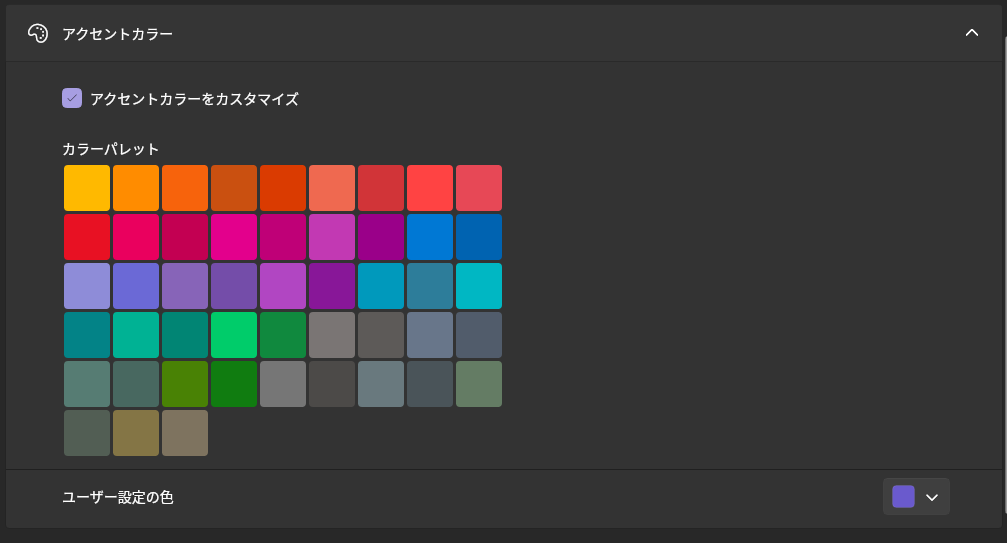 アクセントカラー
アクセントカラーをカスタマイズ
カラーパレット
ユーザー設定の色